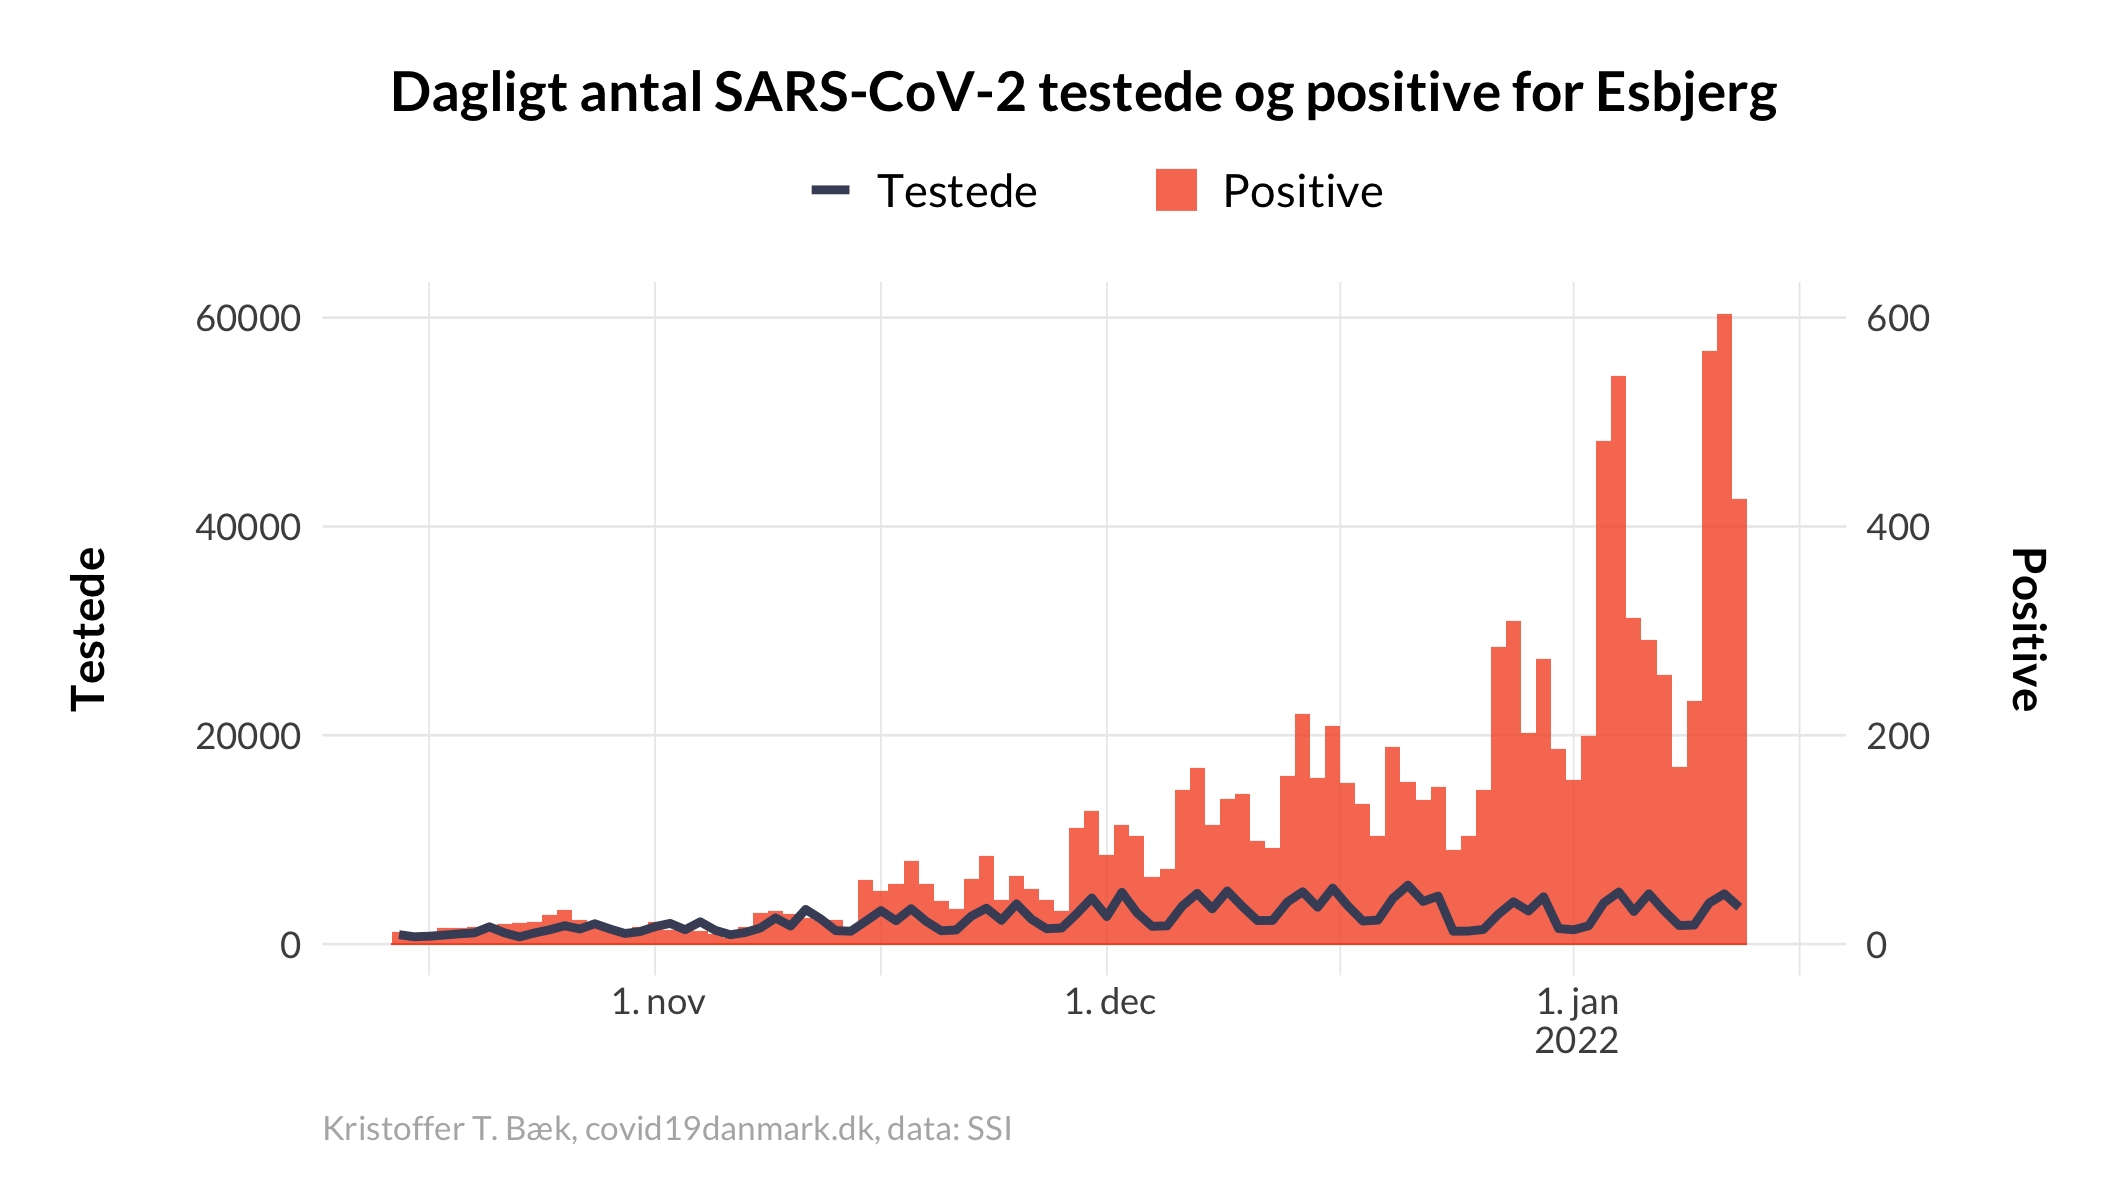 Dagligt antal SARS-CoV-2 testede og positive for Esbjerg
Testede
Positive
60000
40000
20000
0
600
400
200
0
Testede
Positive
1. nov
1. dec
1. jan
2022
Kristoffer T. Bæk, covid19danmark.dk, data: SSI